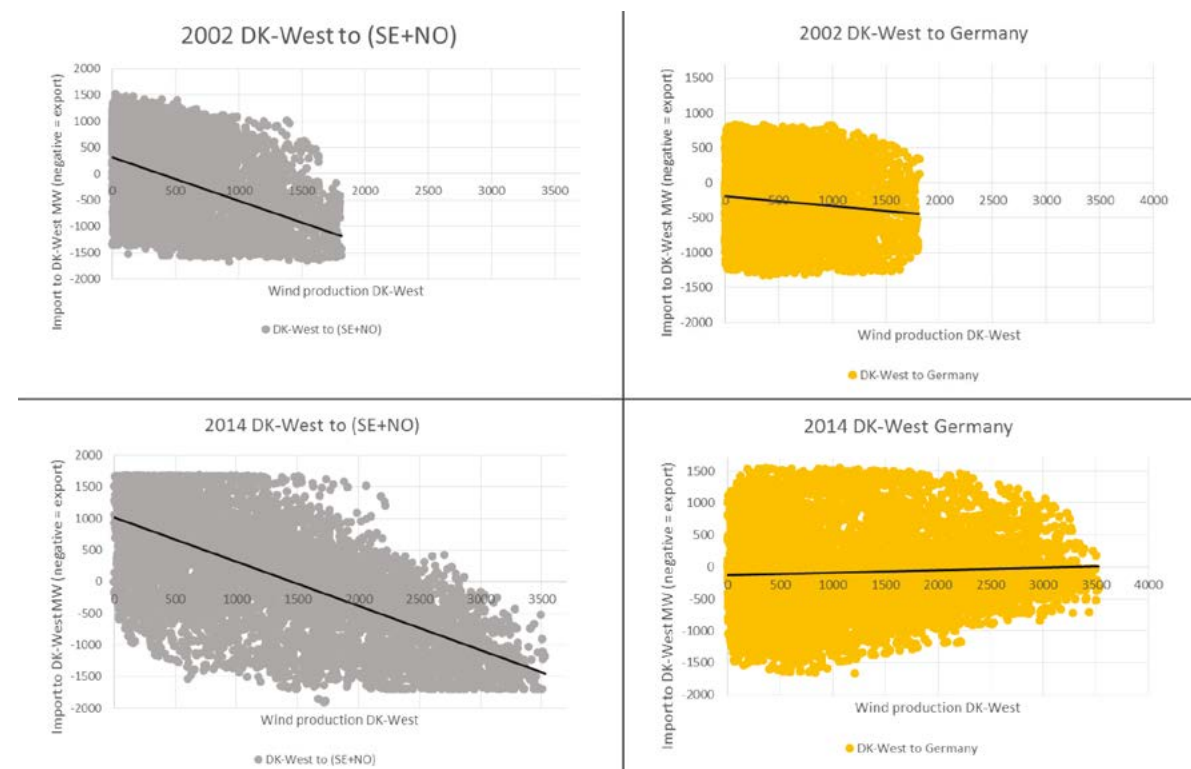 2002 DK-West to (SE+NO)
Import to DK-West MW (negative = export)
2000
1500
1000
500
0
-500
-1000
-1500
-2000
0 500 1000 1500 2000 2500 3000 3500
Wind production DK-West
DK-West to (SE+NO)
2002 DK-West to Germany
Import to DK-West MW (negative = export)
1500
1000
500
0
-500
-1000
-1500
-2000
0 500 1000 1500 2000 2500 3000 3500 4000
Wind production DK-West
DK-West to Germany
2014 DK-West to (SE+NO)
Import to DK-West MW (negative = export)
2000
1500
1000
500
0
-500
-1000
-1500
-2000
0 500 1000 1500 2000 2500 3000 3500
Wind production DK-West
DK-West to (SE+NO)
2014 DK-West Germany
Import to DK-West MW (negative = export)
1500
1000
500
0
-500
-1000
-1500
-2000
0 500 1000 1500 2000 2500 3000 3500 4000
Wind production DK-West
DK-West to Germany